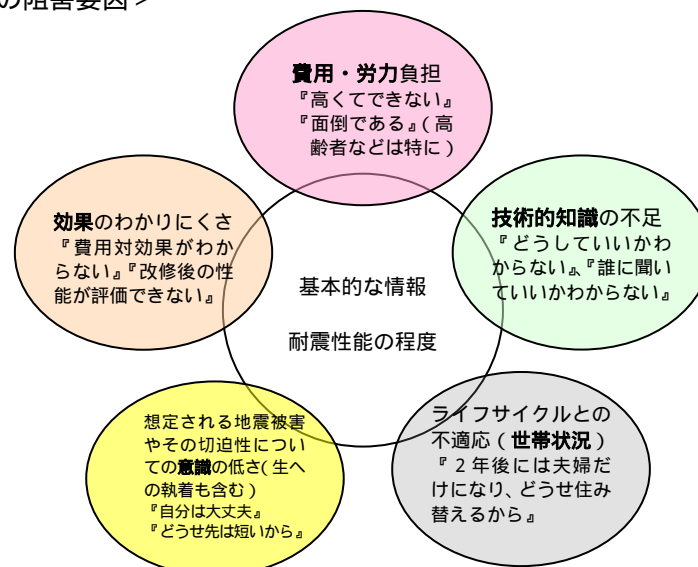 の阻害要因＞
費用・労力負担
『高くてできない』
『面倒である』（高
齢者などは特に）
効果のわかりにくさ
『費用対効果がわか
らない』『改修後の性
能が評価できない』
技術的知識の不足
『どうしていいかわ
からない』、『誰に聞い
ていいかわからない』
基本的な情報
耐震性能の程度
想定される地震被害
やその切迫性につい
ての意識の低さ（生へ
の執着も含む）
『自分は大丈夫』
『どうせ先は短いから』
ライフサイクルとの
不適応（世帯状況）
『２年後には夫婦だ
けになり、どうせ住み
替えるから』